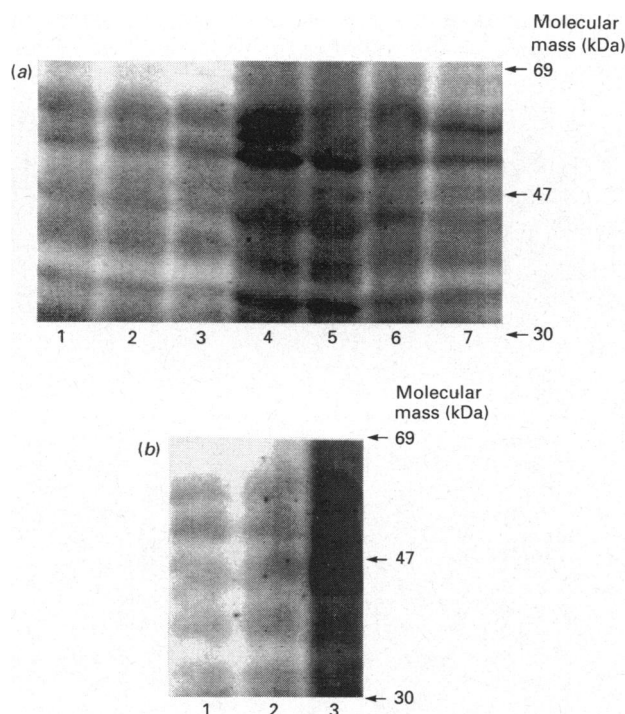 Molecular
mass (kDa)
(a)
69
47
30
1 2 3 4 5 6 7
Molecular
mass (kDa)
(b)
69
47
30
1 2 3